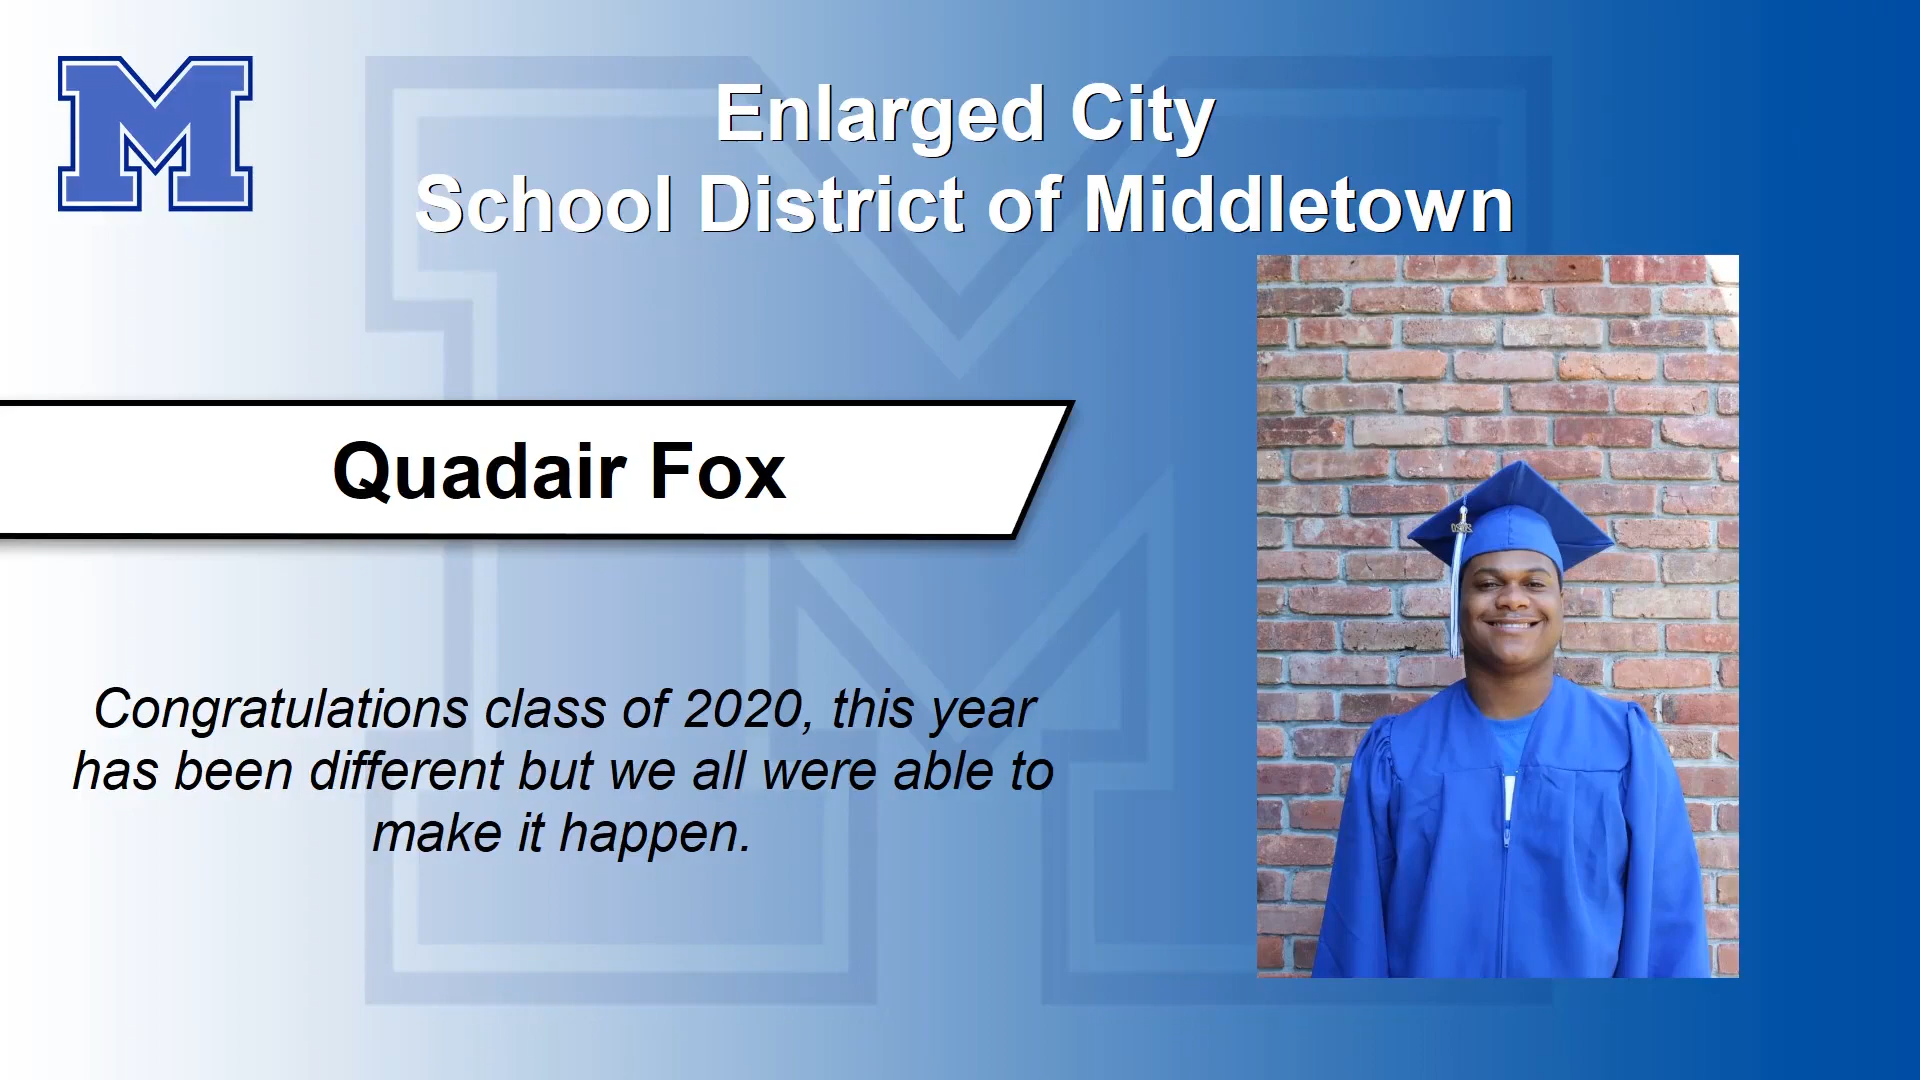 M
Enlarged City
School District of Middletown
Quadair Fox
2020
Congratulations class of 2020, this year
has been different but we all were able to
make it happen.